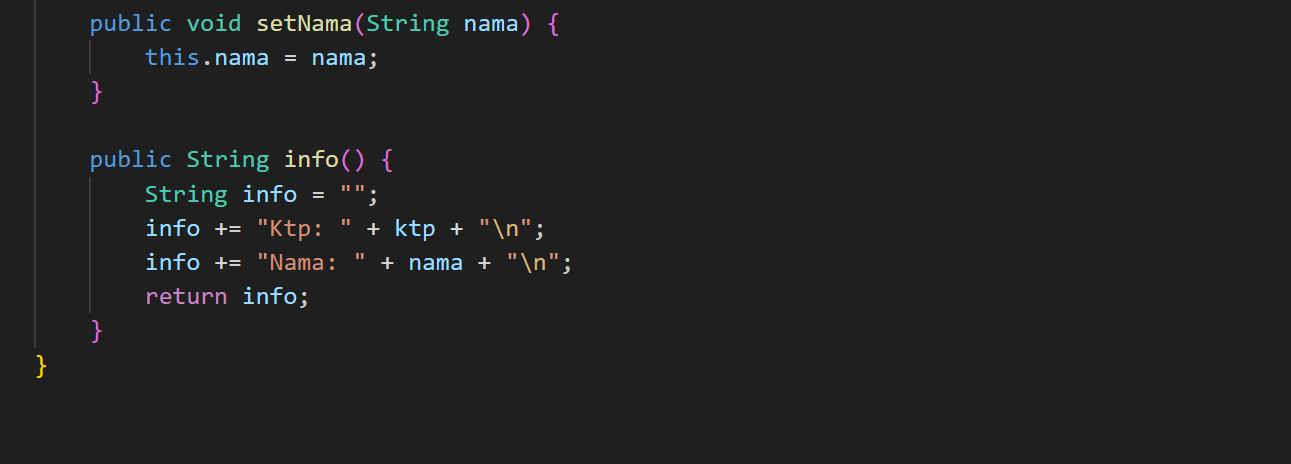 public void setNama(String nama) {
this.nama = nama;
}
public String info() {
String info = "";
info += "Ktp: " + ktp + "\n";
info += "Nama: " + nama + "\n";
return info;
}
}